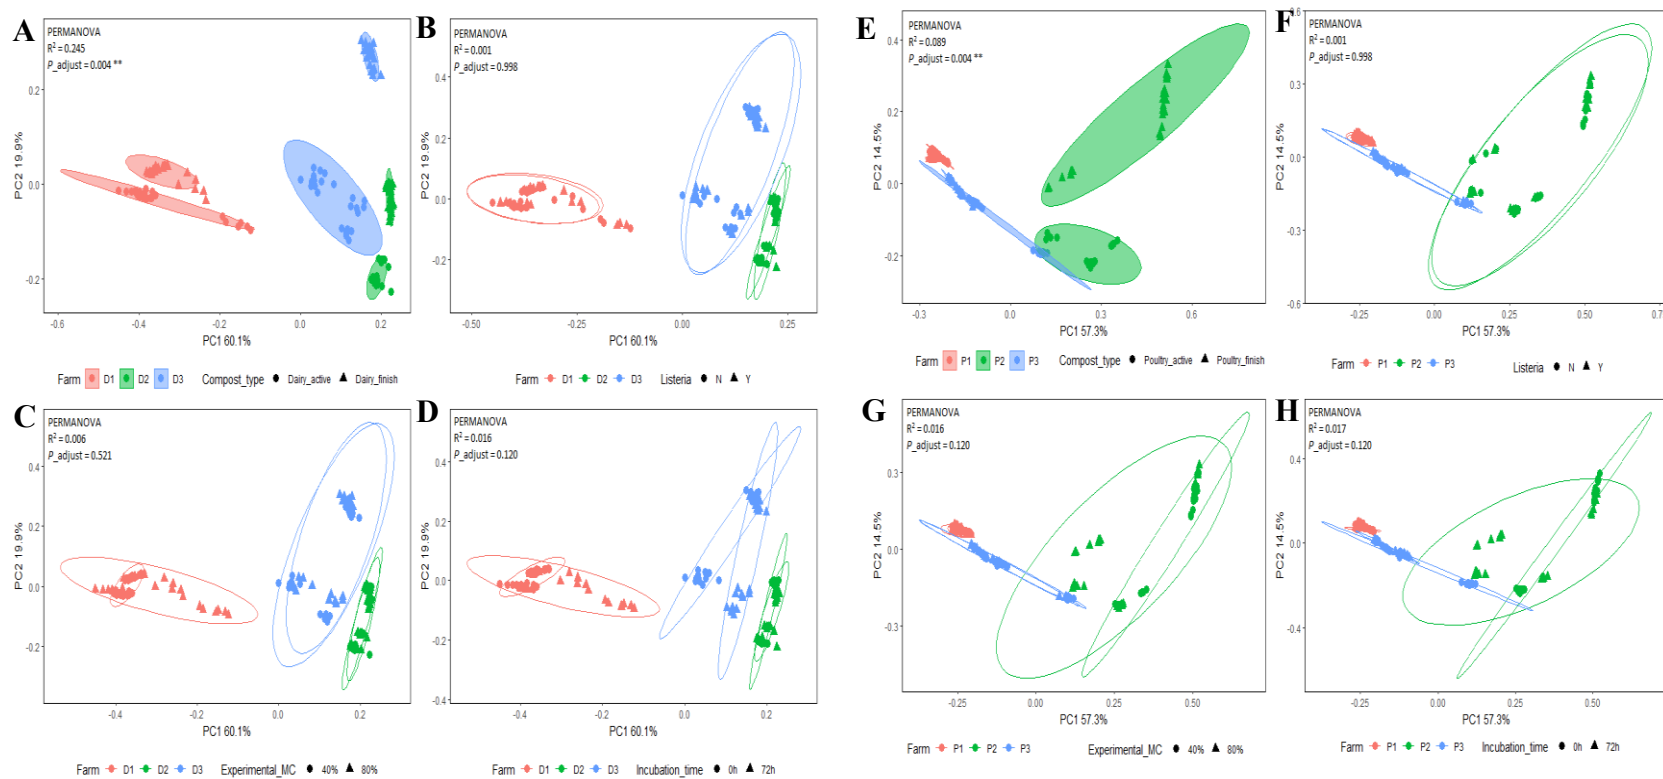 A
PERMANOVA
R² = 0.245
P_adjust = 0.004 **
PC2 19.9%
0.2
0.0
-0.2
-0.6
-0.4
-0.2
0.0
0.2
PC1 60.1%
Farm D1 D2 D3 Compost_type Dairy_active Dairy_finish
B
PERMANOVA
R² = 0.001
P_adjust = 0.998
PC2 19.9%
0.4
0.2
0.0
-0.2
-0.50
-0.25
0.00
0.25
PC1 60.1%
Farm D1 D2 D3 Listeria N Y
C
PERMANOVA
R² = 0.006
P_adjust = 0.521
PC2 19.9%
0.4
0.2
0.0
-0.2
-0.4
-0.2
0.0
0.2
PC1 60.1%
Farm D1 D2 D3 Experimental_MC 40% 80%
D
PERMANOVA
R² = 0.016
P_adjust = 0.120
PC2 19.9%
0.4
0.2
0.0
-0.2
-0.4
-0.4
-0.2
0.0
0.2
PC1 60.1%
Farm D1 D2 D3 Incubation_time 0h 72h
E
PERMANOVA
R² = 0.089
P_adjust = 0.004 **
PC2 14.5%
0.4
0.2
0.0
-0.2
-0.3
0.0
0.3
0.6
PC1 57.3%
Farm P1 P2 P3 Compost_type Poultry_active Poultry_finish
F
PERMANOVA
R² = 0.001
P_adjust = 0.998
PC2 14.5%
0.6
0.3
0.0
-0.3
-0.6
-0.25
0.00
0.25
0.50
PC1 57.3%
Farm P1 P2 P3 Listeria N Y
G
PERMANOVA
R² = 0.016
P_adjust = 0.120
PC2 14.5%
0.3
0.0
-0.3
-0.25
0.00
0.25
0.50
PC1 57.3%
Farm P1 P2 P3 Experimental_MC 40% 80%
H
PERMANOVA
R² = 0.017
P_adjust = 0.120
PC2 14.5%
0.4
0.0
-0.4
-0.25
0.00
0.25
0.50
PC1 57.3%
Farm P1 P2 P3 Incubation_time 0h 72h